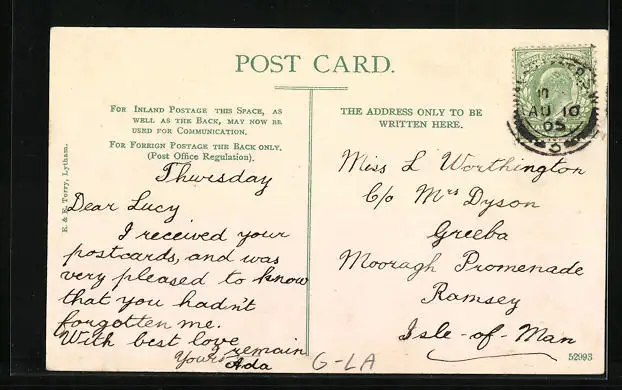 POST CARD.
FOR INLAND POSTAGE THIS SPACE, AS
WELL AS THE BACK, MAY NOW BE
USED FOR COMMUNICATION.
FOR FOREIGN POSTAGE THE BACK ONLY.
(Post Office Regulation).
E. & E. Terry, Lytham.
Thursday
Dear Lucy
I received your
postcards, and was
very pleased to know
that you hadn't
forgotten me.
With best love
Yours remain
Ada
G-LA
THE ADDRESS ONLY TO BE
WRITTEN HERE.
AU 10
05
Miss L Worthington
C/o Mrs Dyson
Greeba
Mooragh Promenade
Ramsey
Isle-of-Man
52993